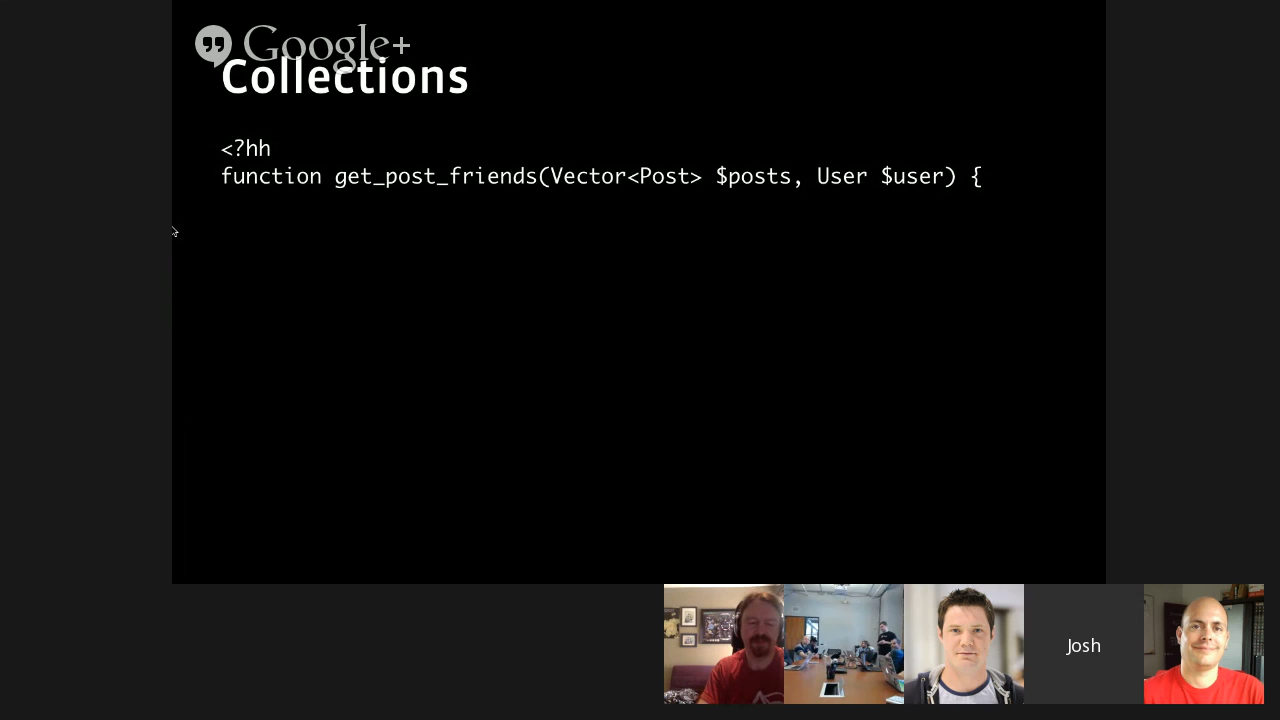 Google+
Collections
<?hh
function get_post_friends(Vector<Post> $posts, User $user) {
Josh